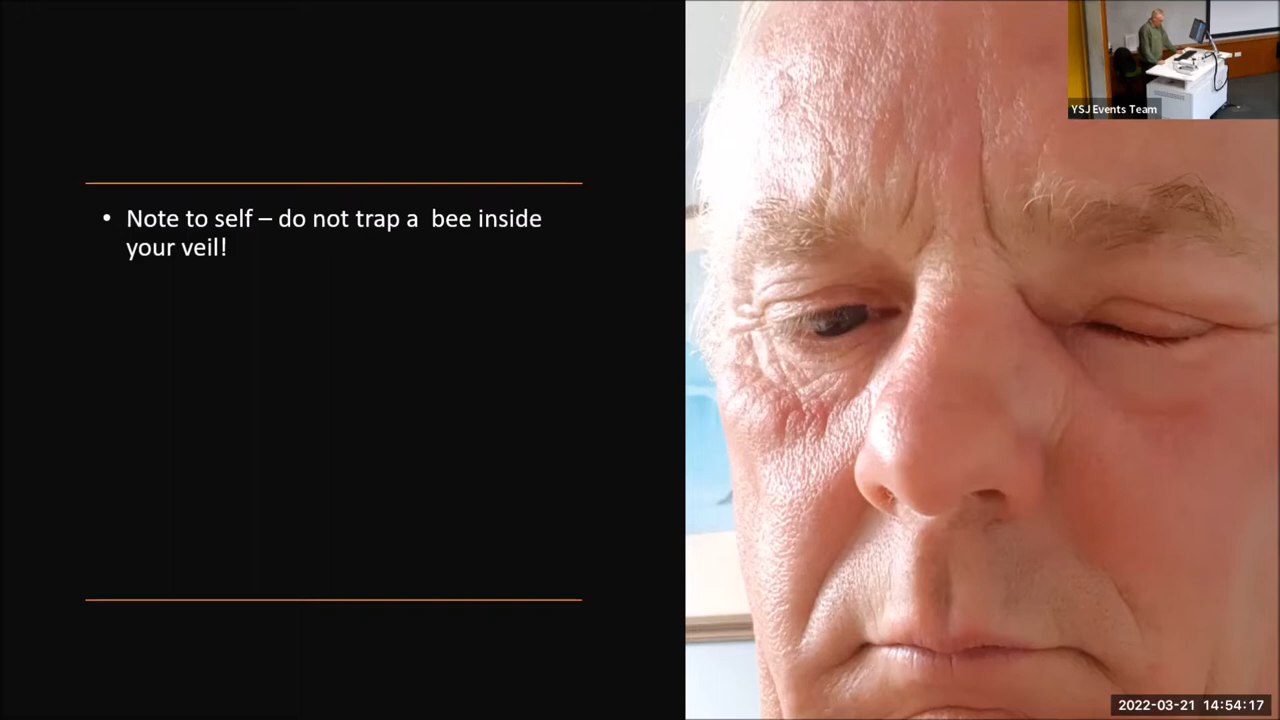 YSJ Events Team
• Note to self – do not trap a  bee inside
your veil!
2022-03-21 14:54:17